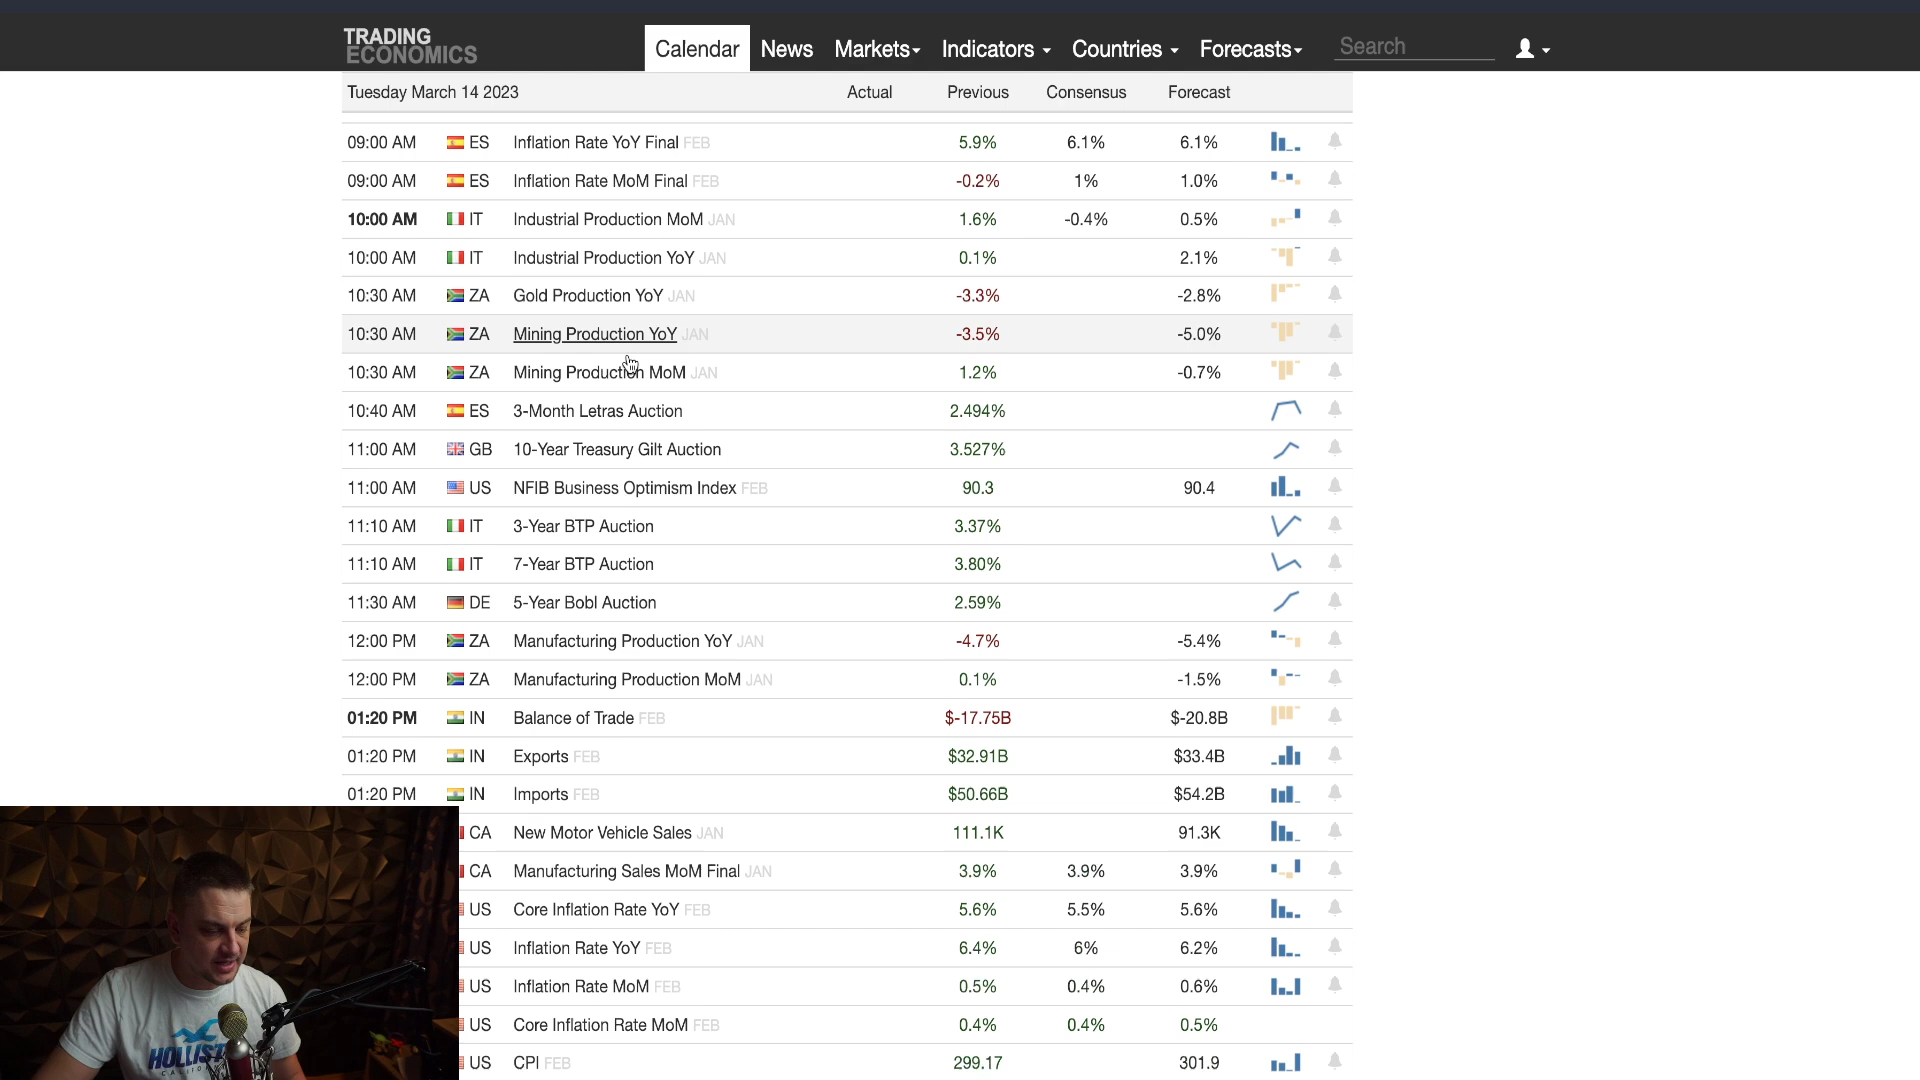 TRADING
ECONOMICS
Calendar News Markets Indicators Countries Forecasts Search
Tuesday March 14 2023 Actual Previous Consensus Forecast
09:00 AM ES Inflation Rate YoY Final FEB 5.9% 6.1% 6.1%
09:00 AM ES Inflation Rate MoM Final FEB -0.2% 1% 1.0%
10:00 AM IT Industrial Production MoM JAN 1.6% -0.4% 0.5%
10:00 AM IT Industrial Production YoY JAN 0.1% 2.1%
10:30 AM ZA Gold Production YoY JAN -3.3% -2.8%
10:30 AM ZA Mining Production YoY JAN -3.5% -5.0%
10:30 AM ZA Mining Production MoM JAN 1.2% -0.7%
10:40 AM ES 3-Month Letras Auction 2.494%
11:00 AM GB 10-Year Treasury Gilt Auction 3.527%
11:00 AM US NFIB Business Optimism Index FEB 90.3 90.4
11:10 AM IT 3-Year BTP Auction 3.37%
11:10 AM IT 7-Year BTP Auction 3.80%
11:30 AM DE 5-Year Bobl Auction 2.59%
12:00 PM ZA Manufacturing Production YoY JAN -4.7% -5.4%
12:00 PM ZA Manufacturing Production MoM JAN 0.1% -1.5%
01:20 PM IN Balance of Trade FEB $-17.75B $-20.8B
01:20 PM IN Exports FEB $32.91B $33.4B
01:20 PM IN Imports FEB $50.66B $54.2B
CA New Motor Vehicle Sales JAN 111.1K 91.3K
CA Manufacturing Sales MoM Final JAN 3.9% 3.9% 3.9%
US Core Inflation Rate YoY FEB 5.6% 5.5% 5.6%
US Inflation Rate YoY FEB 6.4% 6% 6.2%
US Inflation Rate MoM FEB 0.5% 0.4% 0.6%
US Core Inflation Rate MoM FEB 0.4% 0.4% 0.5%
US CPI FEB 299.17 301.9
HOLLIST